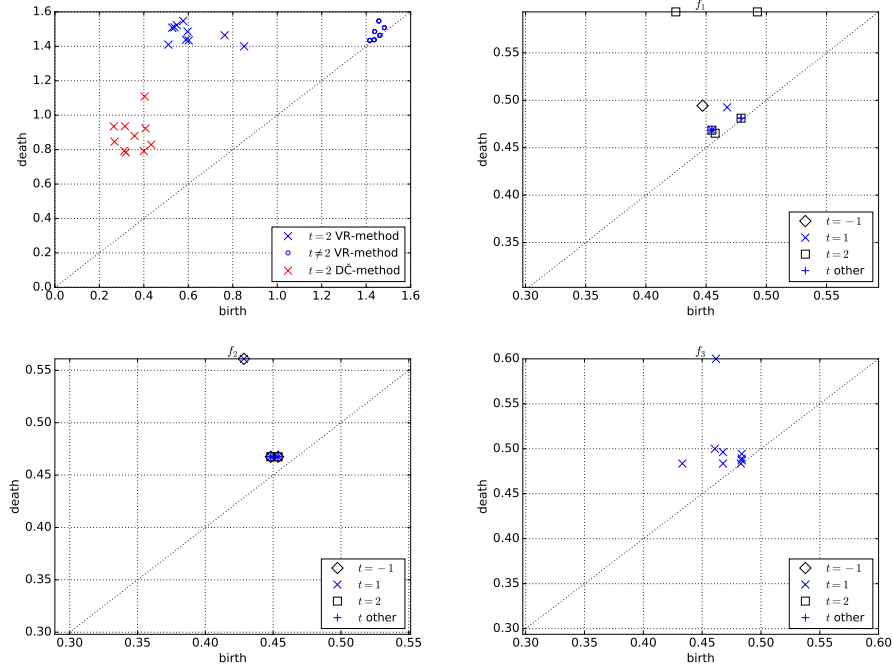 1.6
1.4
1.2
1.0
0.8
0.6
0.4
0.2
0.0
death
0.0 0.2 0.4 0.6 0.8 1.0 1.2 1.4 1.6
birth
t = 2 VR-method
t ≠ 2 VR-method
t = 2 DČ-method
f₁
0.55
0.50
0.45
0.40
0.35
death
0.30 0.35 0.40 0.45 0.50 0.55
birth
t = −1
t = 1
t = 2
t other
f₂
0.55
0.50
0.45
0.40
0.35
0.30
death
0.30 0.35 0.40 0.45 0.50 0.55
birth
t = −1
t = 1
t = 2
t other
f₃
0.60
0.55
0.50
0.45
0.40
0.35
0.30
death
0.30 0.35 0.40 0.45 0.50 0.55 0.60
birth
t = −1
t = 1
t = 2
t other